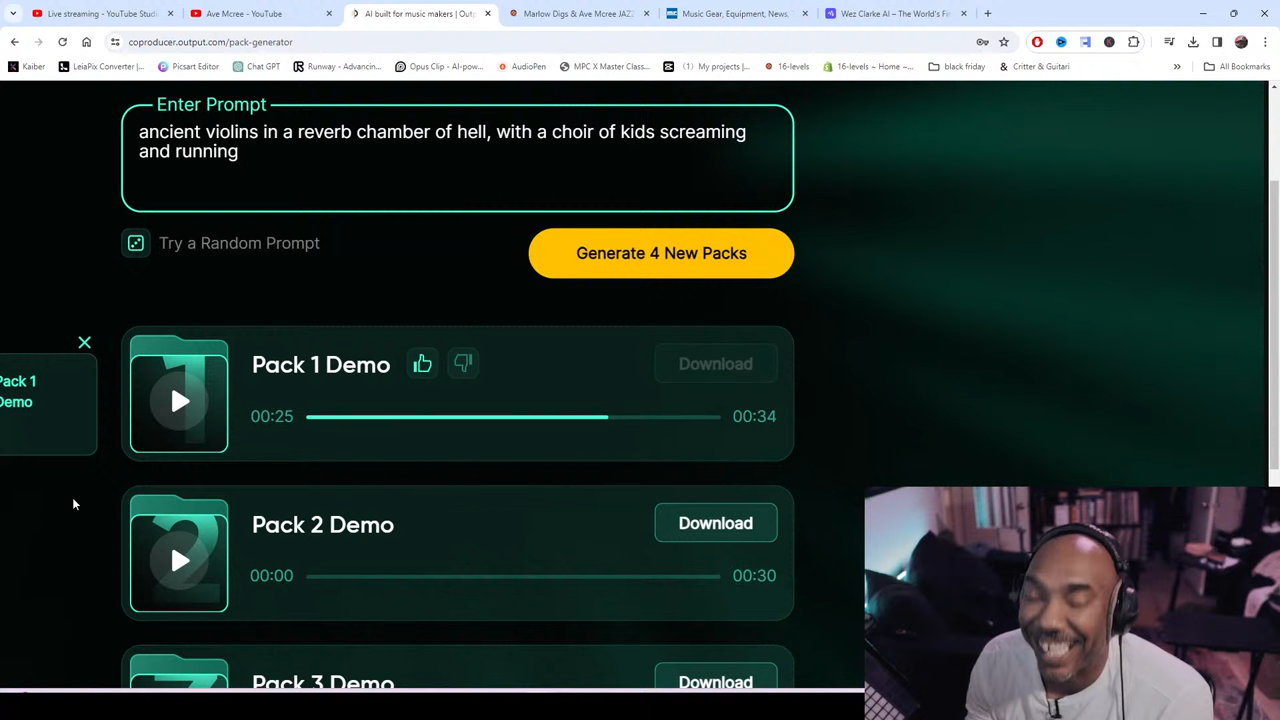 Live streaming - YouTube Studi
Ave Mcree - YouTube
AI built for music makers | Outp
Marlow Digs & Ave Mcree JAZZ
Music Gear, Equipment, News, T
Wez Clarke AI – The World's Fi
coproducer.output.com/pack-generator
Kaiber
LeiaPix Converter |...
Picsart Editor
Chat GPT
Runway - Advancin...
Opus Clip - AI-pow...
AudioPen
MPC X Master Class...
(1) My projects |...
16-levels
16-levels ~ Home ~...
black friday
Critter & Guitari
»
All Bookmarks
Enter Prompt
ancient violins in a reverb chamber of hell, with a choir of kids screaming
and running
Try a Random Prompt
Generate 4 New Packs
Pack 1
Demo
1
Pack 1 Demo
Download
00:25
00:34
2
Pack 2 Demo
Download
00:00
00:30
Pack 3 Demo
Download